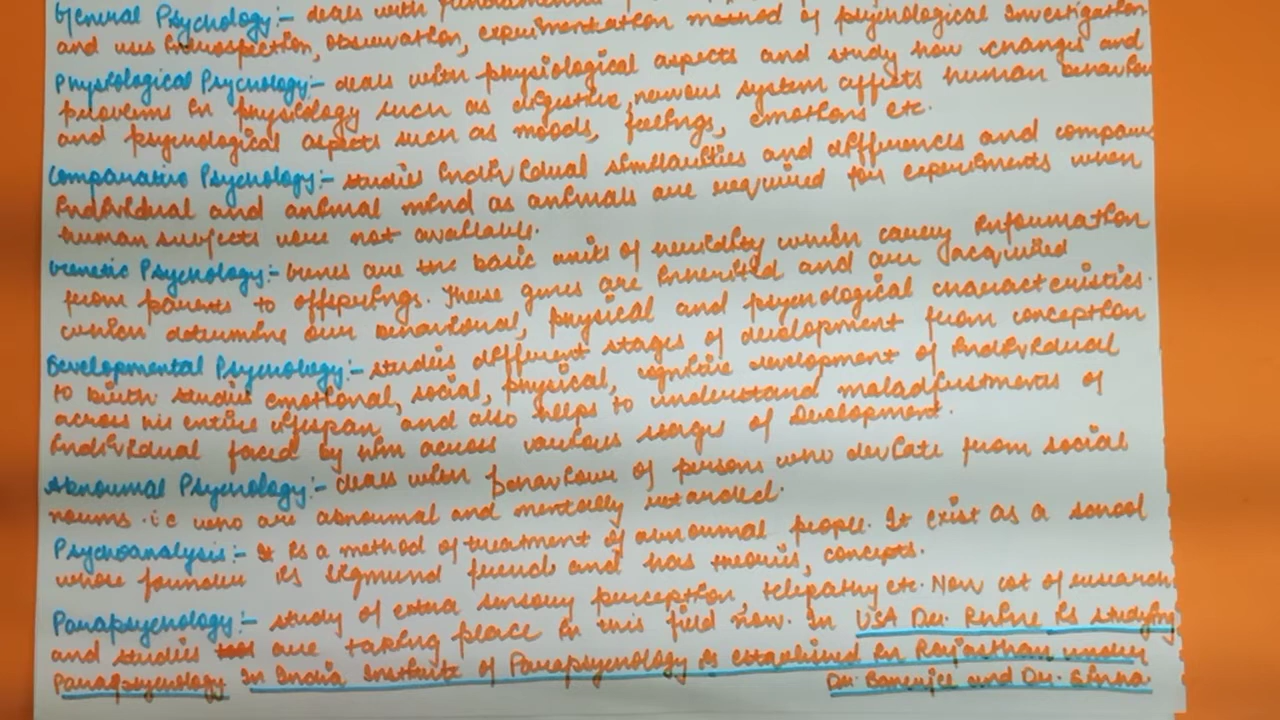 General Psychology:- deals with fundamental
and uses introspection, observation, experimentation method of psychological investigation
Physiological Psychology:- deals with physiological aspects and study how changes and
problems in physiology such as digestive, nervous system affects human behaviour
and psychological aspects such as moods, feelings, emotions etc.
Comparative Psychology:- studies individual similarities and differences and compares
individual and animal mind as animals are required for experiments when
human subjects were not available.
Genetic Psychology:- Genes are the basic units of heredity which carry information
from parents to offsprings. These genes are inherited and are acquired
which determine our behavioural, physical and psychological characteristics.
Developmental Psychology:- studies different stages of development from conception
to birth studies emotional, social, physical, cognitive development of individual
across his entire lifespan, and also helps to understand maladjustments of
individual faced by him across various stages of development.
Abnormal Psychology:- deals when behaviour of persons who deviate from social
norms i.e who are abnormal and mentally retarded.
Psychoanalysis:- It is a method of treatment of abnormal people. It exist as a school
whose founder is sigmund freud and has theories, concepts.
Parapsychology:- study of extra sensory perception, telepathy etc. Now lot of research
and studies are taking place in this field now. In USA Dr. Rhine is studying
parapsychology In India Institute of Parapsychology is established in Rajasthan under
Dr. Banerjee and Dr. Sinha.